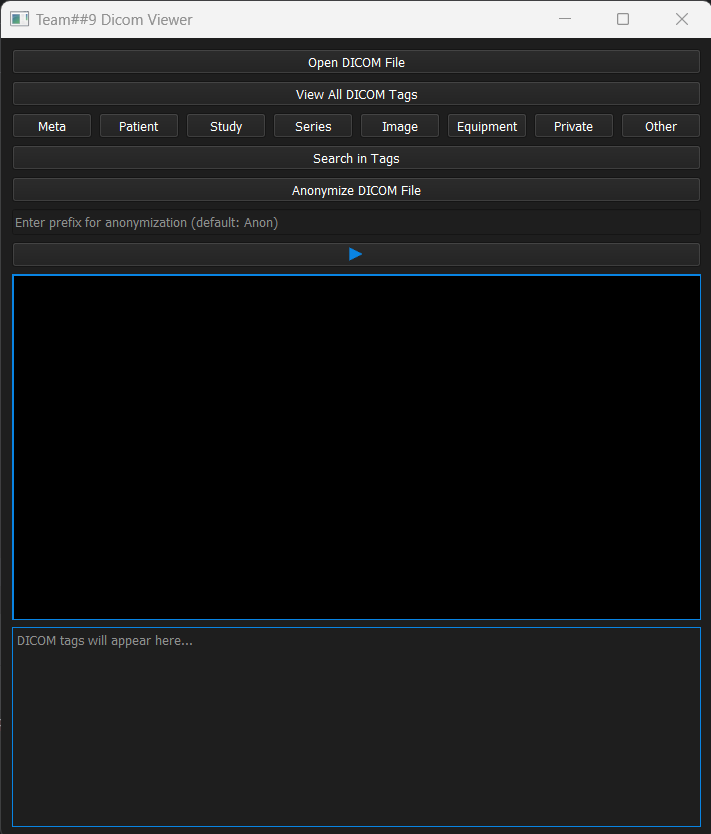 Team##9 Dicom Viewer
Open DICOM File
View All DICOM Tags
Meta Patient Study Series Image Equipment Private Other
Search in Tags
Anonymize DICOM File
Enter prefix for anonymization (default: Anon)
DICOM tags will appear here...